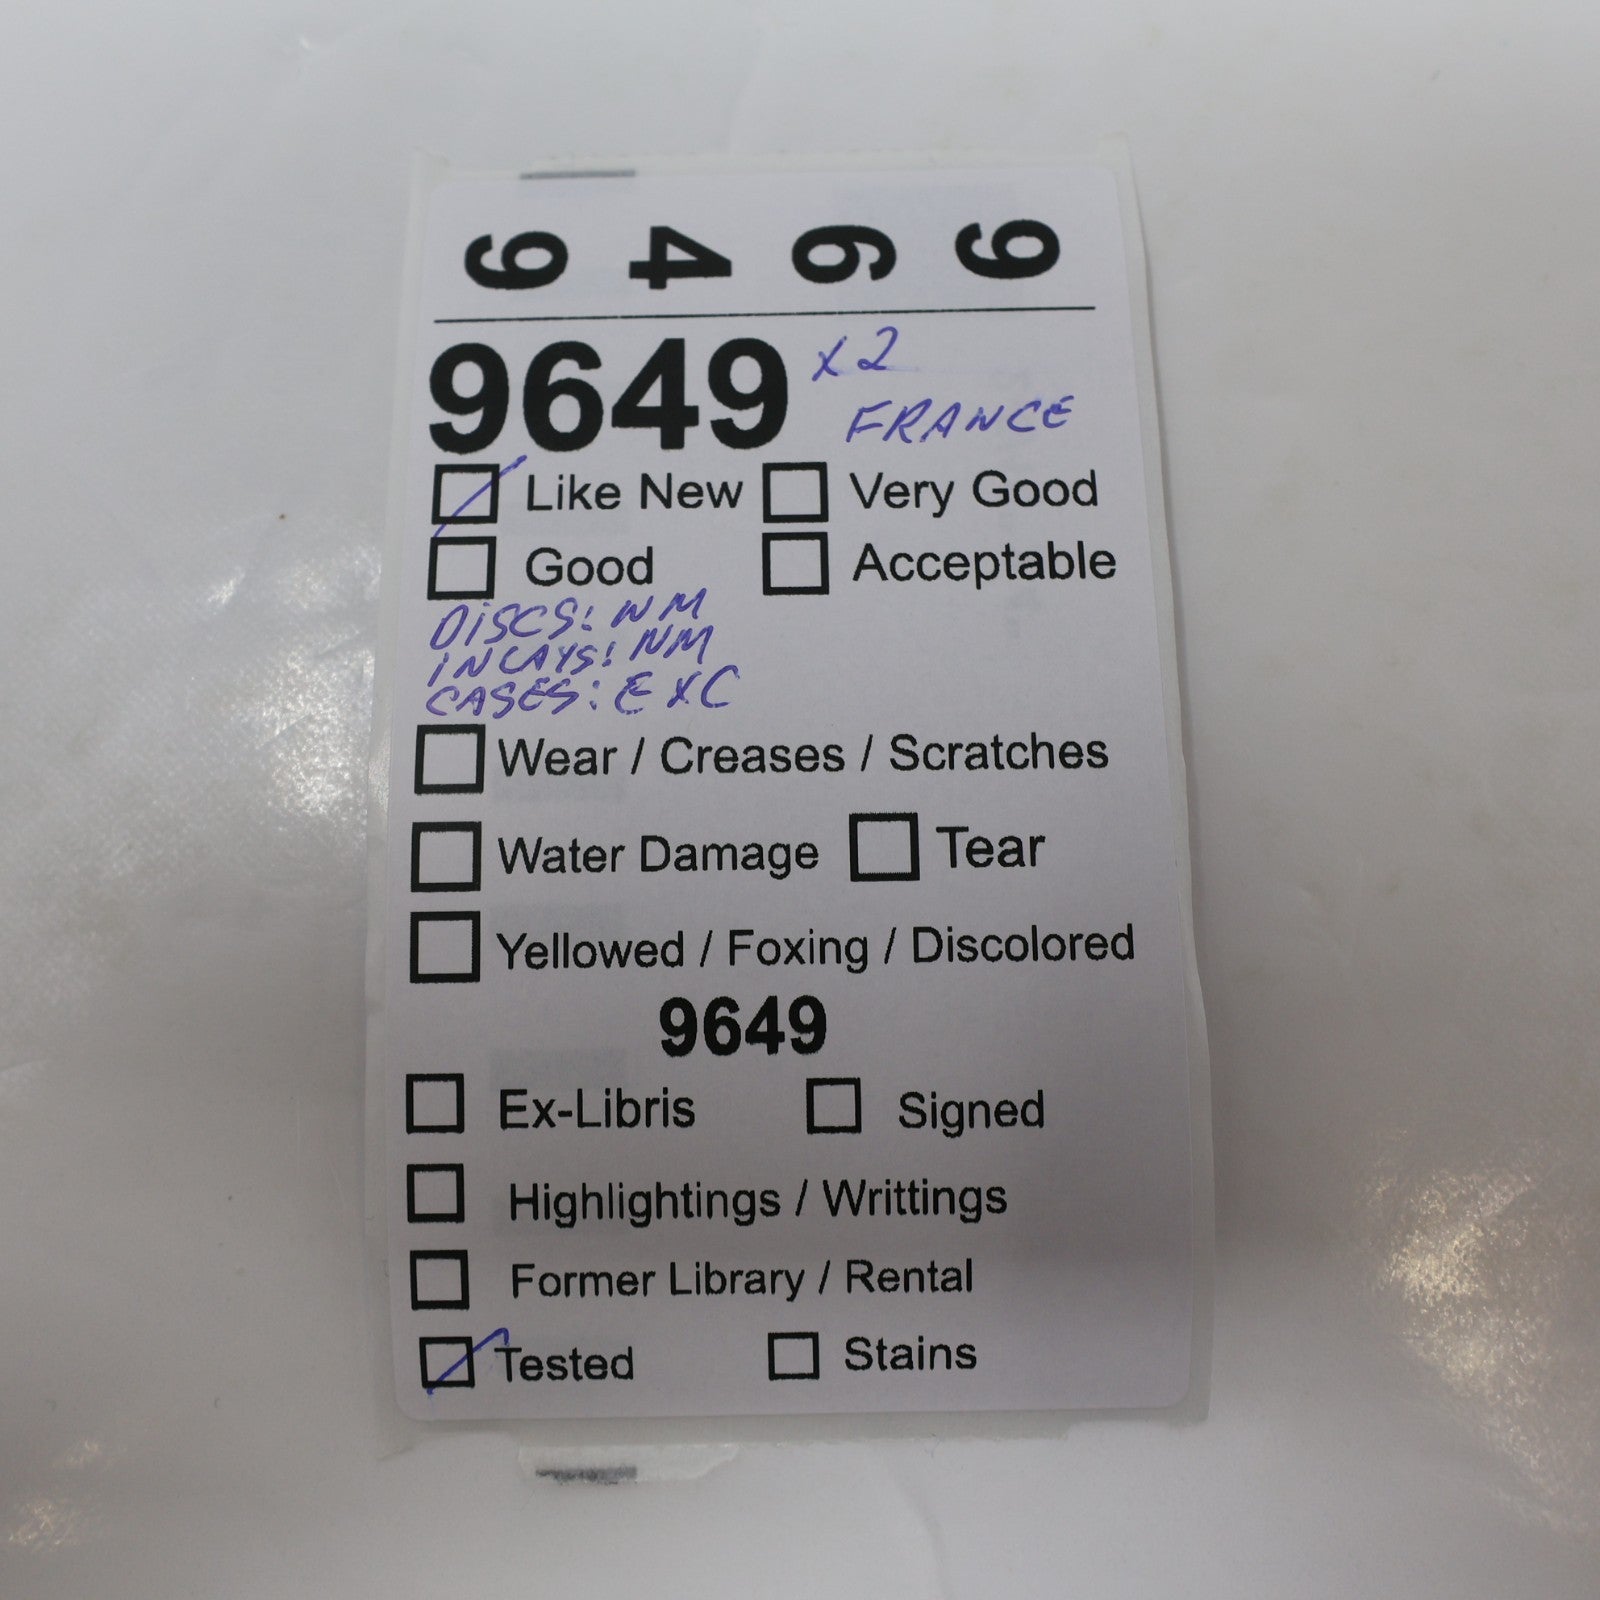 9 4 6 9
9649 x2
FRANCE
Like New Very Good
Good Acceptable
DISCS: NM
INLAYS: NM
CASES: EXC
Wear / Creases / Scratches
Water Damage Tear
Yellowed / Foxing / Discolored
9649
Ex-Libris Signed
Highlightings / Writtings
Former Library / Rental
Tested Stains